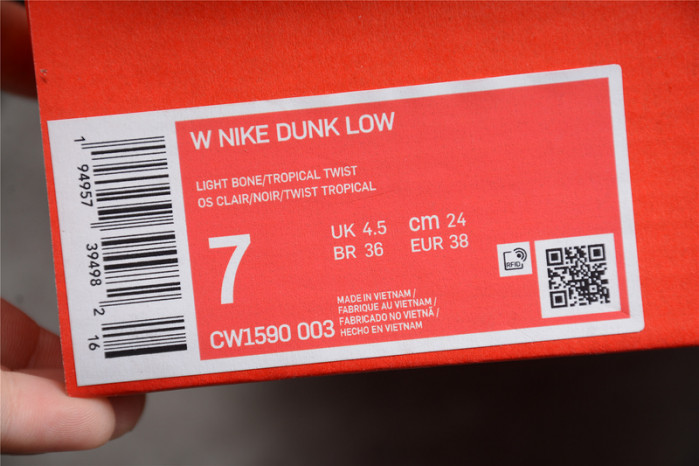 W NIKE DUNK LOW
LIGHT BONE/TROPICAL TWIST
OS CLAIR/NOIR/TWIST TROPICAL
7
UK 4.5 cm 24
BR 36 EUR 38
RFID
MADE IN VIETNAM /
FABRIQUE AU VIETNAM /
FABRICADO NO VIETNÃ /
HECHO EN VIETNAM
CW1590 003
1 94957 39498 2 16